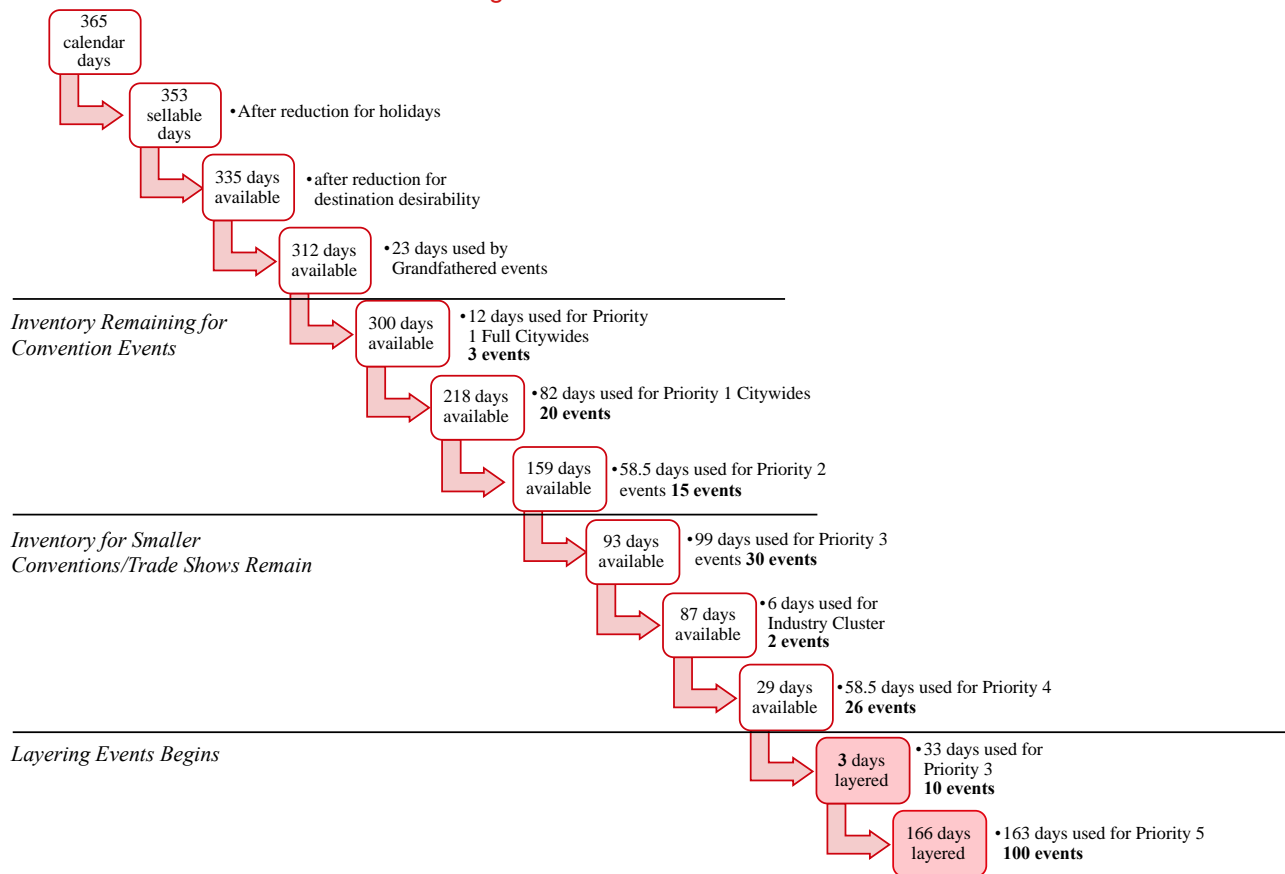 365
calendar
days
353
sellable
days
•After reduction for holidays
335 days
available
•after reduction for
destination desirability
312 days
available
•23 days used by
Grandfathered events
Inventory Remaining for
Convention Events
300 days
available
•12 days used for Priority
1 Full Citywides
3 events
218 days
available
•82 days used for Priority 1 Citywides
20 events
159 days
available
•58.5 days used for Priority 2
events 15 events
Inventory for Smaller
Conventions/Trade Shows Remain
93 days
available
•99 days used for Priority 3
events 30 events
87 days
available
•6 days used for
Industry Cluster
2 events
29 days
available
•58.5 days used for Priority 4
26 events
Layering Events Begins
3 days
layered
•33 days used for
Priority 3
10 events
166 days
layered
•163 days used for Priority 5
100 events